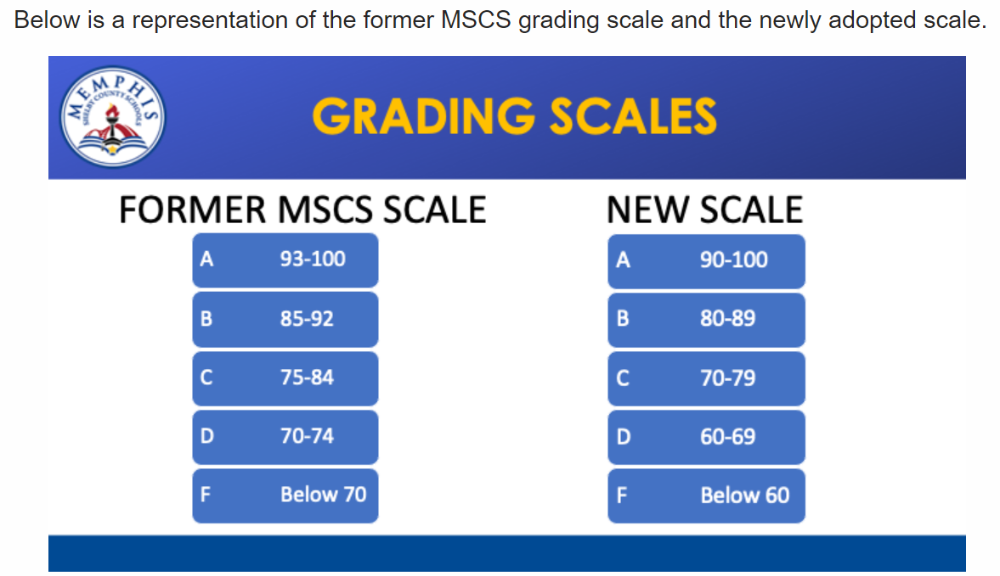 Below is a representation of the former MSCS grading scale and the newly adopted scale.
MEMPHIS
SHELBY COUNTY SCHOOLS
GRADING SCALES
FORMER MSCS SCALE
A 93-100
B 85-92
C 75-84
D 70-74
F Below 70
NEW SCALE
A 90-100
B 80-89
C 70-79
D 60-69
F Below 60